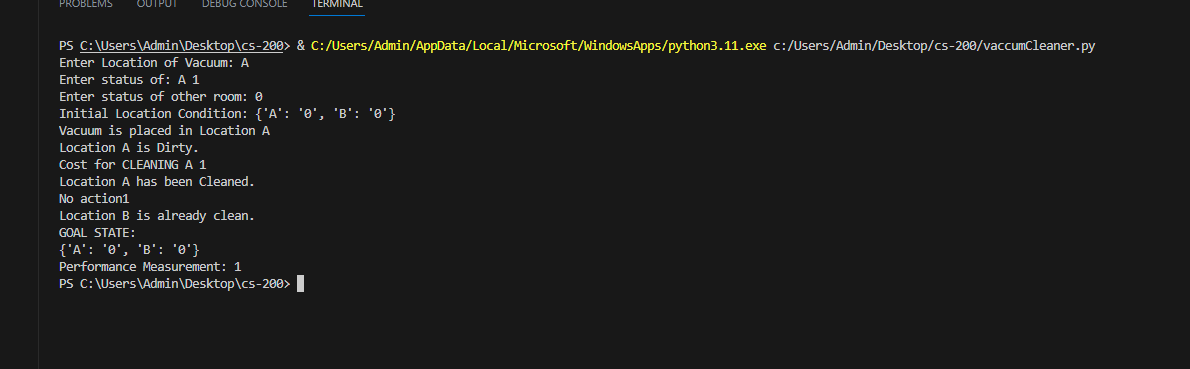 PROBLEMS OUTPUT DEBUG CONSOLE TERMINAL
PS C:\Users\Admin\Desktop\cs-200> & C:/Users/Admin/AppData/Local/Microsoft/WindowsApps/python3.11.exe c:/Users/Admin/Desktop/cs-200/vaccumCleaner.py
Enter Location of Vacuum: A
Enter status of: A 1
Enter status of other room: 0
Initial Location Condition: {'A': '0', 'B': '0'}
Vacuum is placed in Location A
Location A is Dirty.
Cost for CLEANING A 1
Location A has been Cleaned.
No action1
Location B is already clean.
GOAL STATE:
{'A': '0', 'B': '0'}
Performance Measurement: 1
PS C:\Users\Admin\Desktop\cs-200>